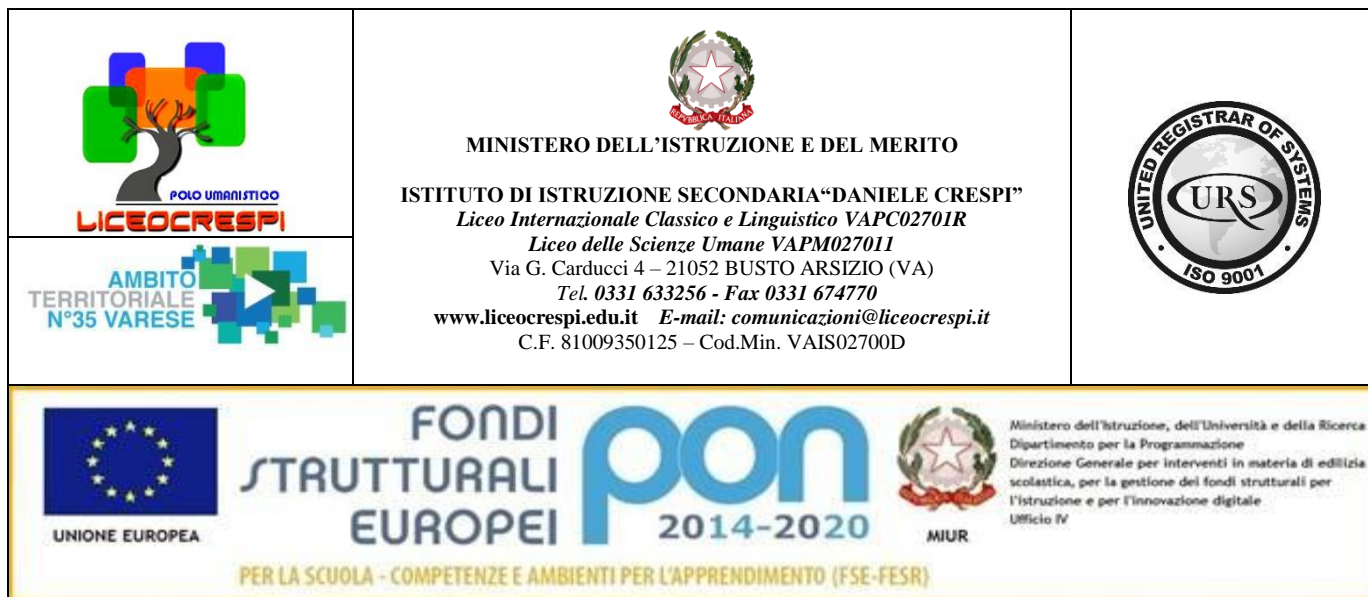 POLO UMANISTICO
LICEOCRESPI
AMBITO
TERRITORIALE
N°35 VARESE
REPVBBLICA ITALIANA
MINISTERO DELL’ISTRUZIONE E DEL MERITO
ISTITUTO DI ISTRUZIONE SECONDARIA“DANIELE CRESPI”
Liceo Internazionale Classico e Linguistico VAPC02701R
Liceo delle Scienze Umane VAPM027011
Via G. Carducci 4 – 21052 BUSTO ARSIZIO (VA)
Tel. 0331 633256 - Fax 0331 674770
www.liceocrespi.edu.it E-mail: comunicazioni@liceocrespi.it
C.F. 81009350125 – Cod.Min. VAIS02700D
UNITED REGISTRAR OF SYSTEMS
URS
ISO 9001
UNIONE EUROPEA
FONDI
STRUTTURALI
EUROPEI
pon
2014-2020
MIUR
Ministero dell'Istruzione, dell'Università e della Ricerca
Dipartimento per la Programmazione
Direzione Generale per interventi in materia di edilizia
scolastica, per la gestione dei fondi strutturali per
l'istruzione e per l'innovazione digitale
Ufficio IV
PER LA SCUOLA - COMPETENZE E AMBIENTI PER L'APPRENDIMENTO (FSE-FESR)